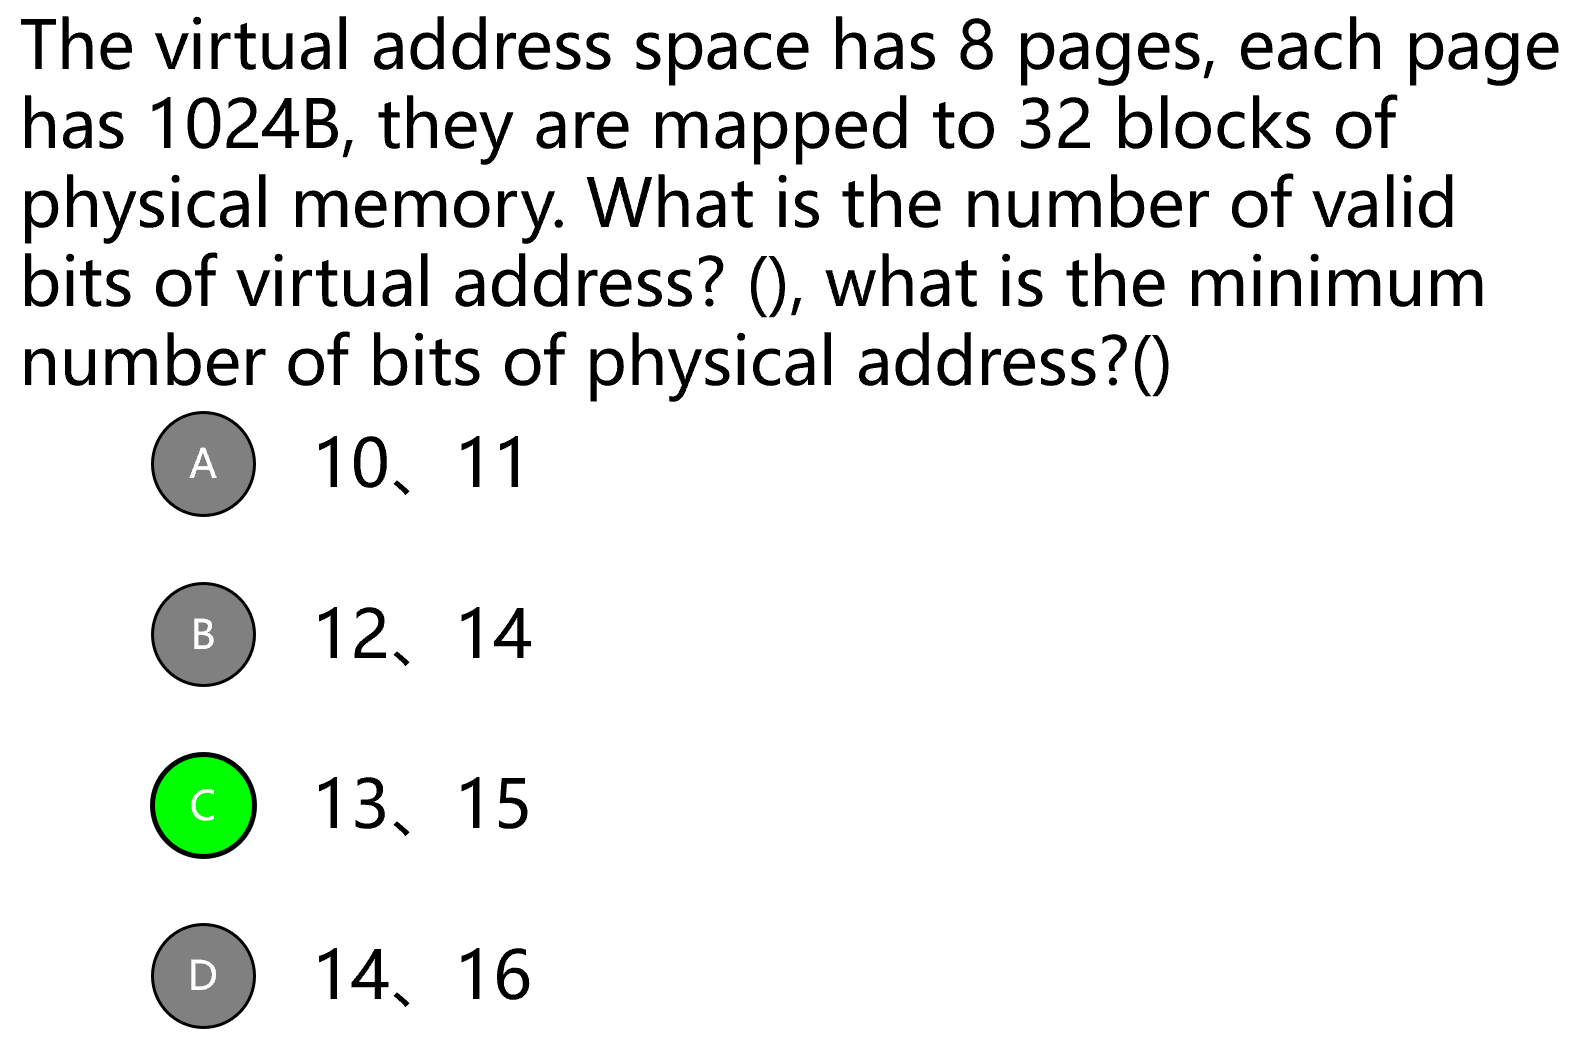 The virtual address space has 8 pages, each page
has 1024B, they are mapped to 32 blocks of
physical memory. What is the number of valid
bits of virtual address? (), what is the minimum
number of bits of physical address?()
A 10、11
B 12、14
C 13、15
D 14、16